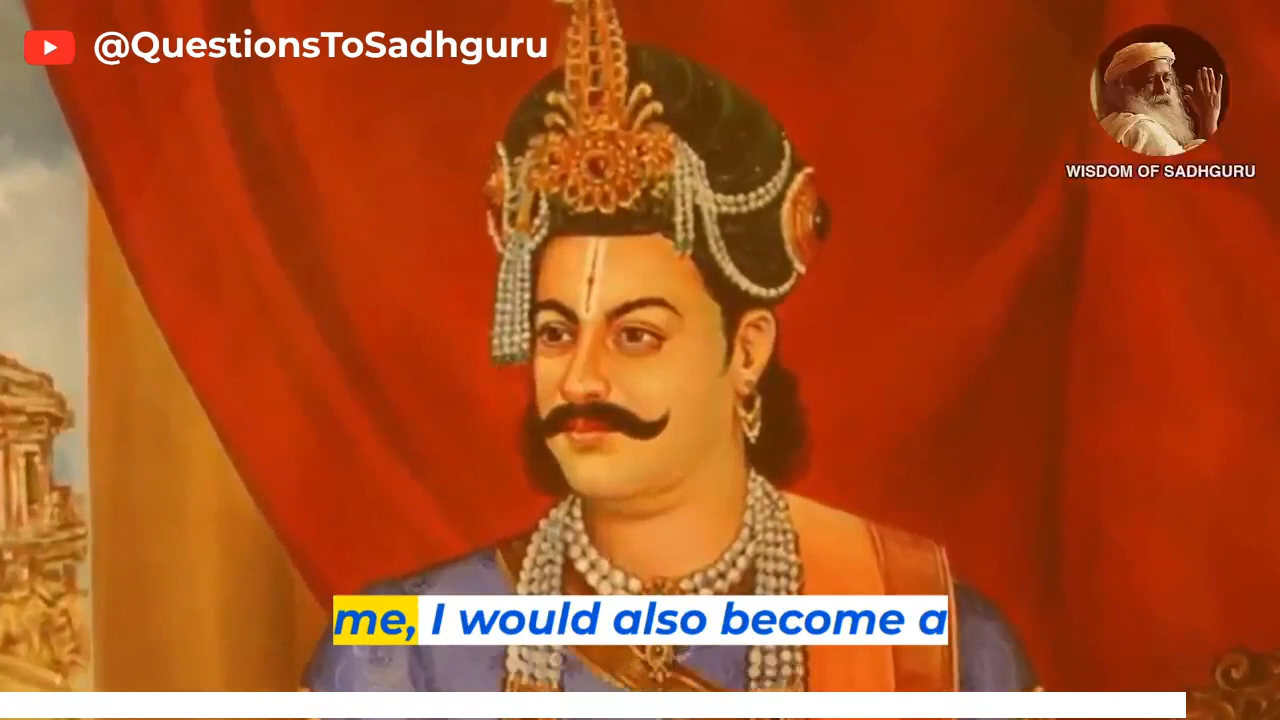 @QuestionsToSadhguru
WISDOM OF SADHGURU
me, I would also become a